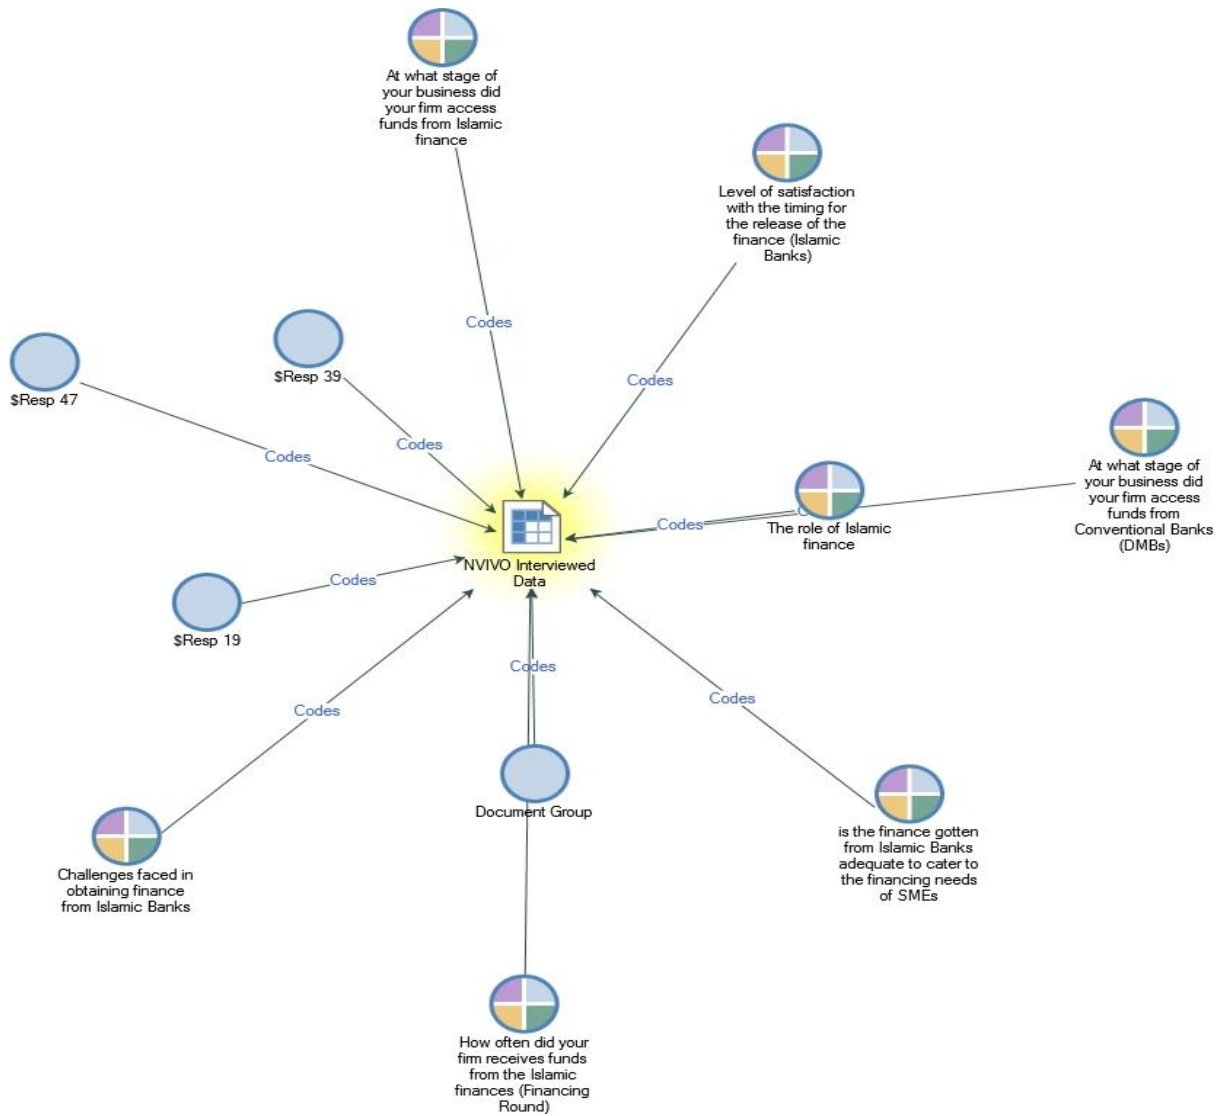 At what stage of
your business did
your firm access
funds from Islamic
finance
Level of satisfaction
with the timing for
the release of the
finance (Islamic
Banks)
Codes
$Resp 39
$Resp 47
Codes
Codes
Codes
At what stage of
your business did
your firm access
funds from
Conventional Banks
(DMBs)
The role of Islamic
finance
Codes
NVIVO Interviewed
Data
Codes
$Resp 19
Codes
Codes
Codes
Document Group
Challenges faced in
obtaining finance
from Islamic Banks
is the finance gotten
from Islamic Banks
adequate to cater to
the financing needs
of SMEs
How often did your
firm receives funds
from the Islamic
finances (Financing
Round)